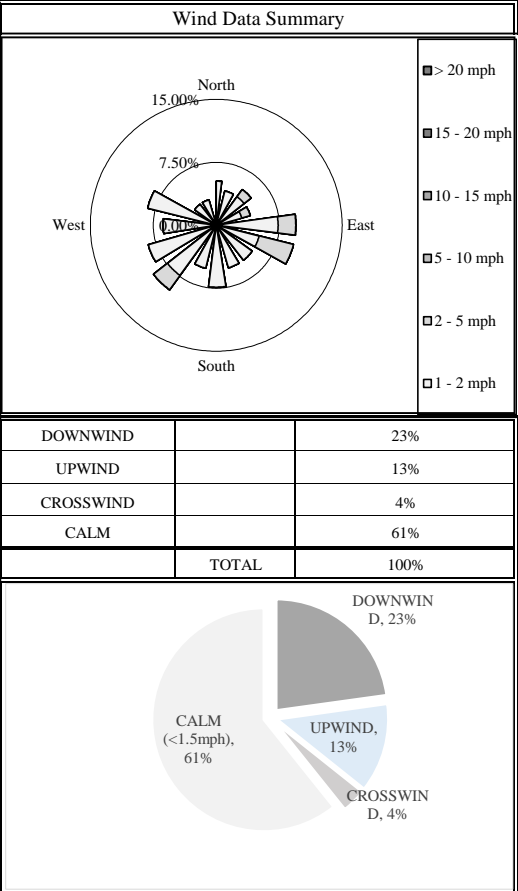 Wind Data Summary
North
15.00%
7.50%
0.00%
West
East
South
> 20 mph
15 - 20 mph
10 - 15 mph
5 - 10 mph
2 - 5 mph
1 - 2 mph
DOWNWIND 23%
UPWIND 13%
CROSSWIND 4%
CALM 61%
TOTAL 100%
DOWNWIN
D, 23%
UPWIND,
13%
CROSSWIN
D, 4%
CALM
(<1.5mph),
61%